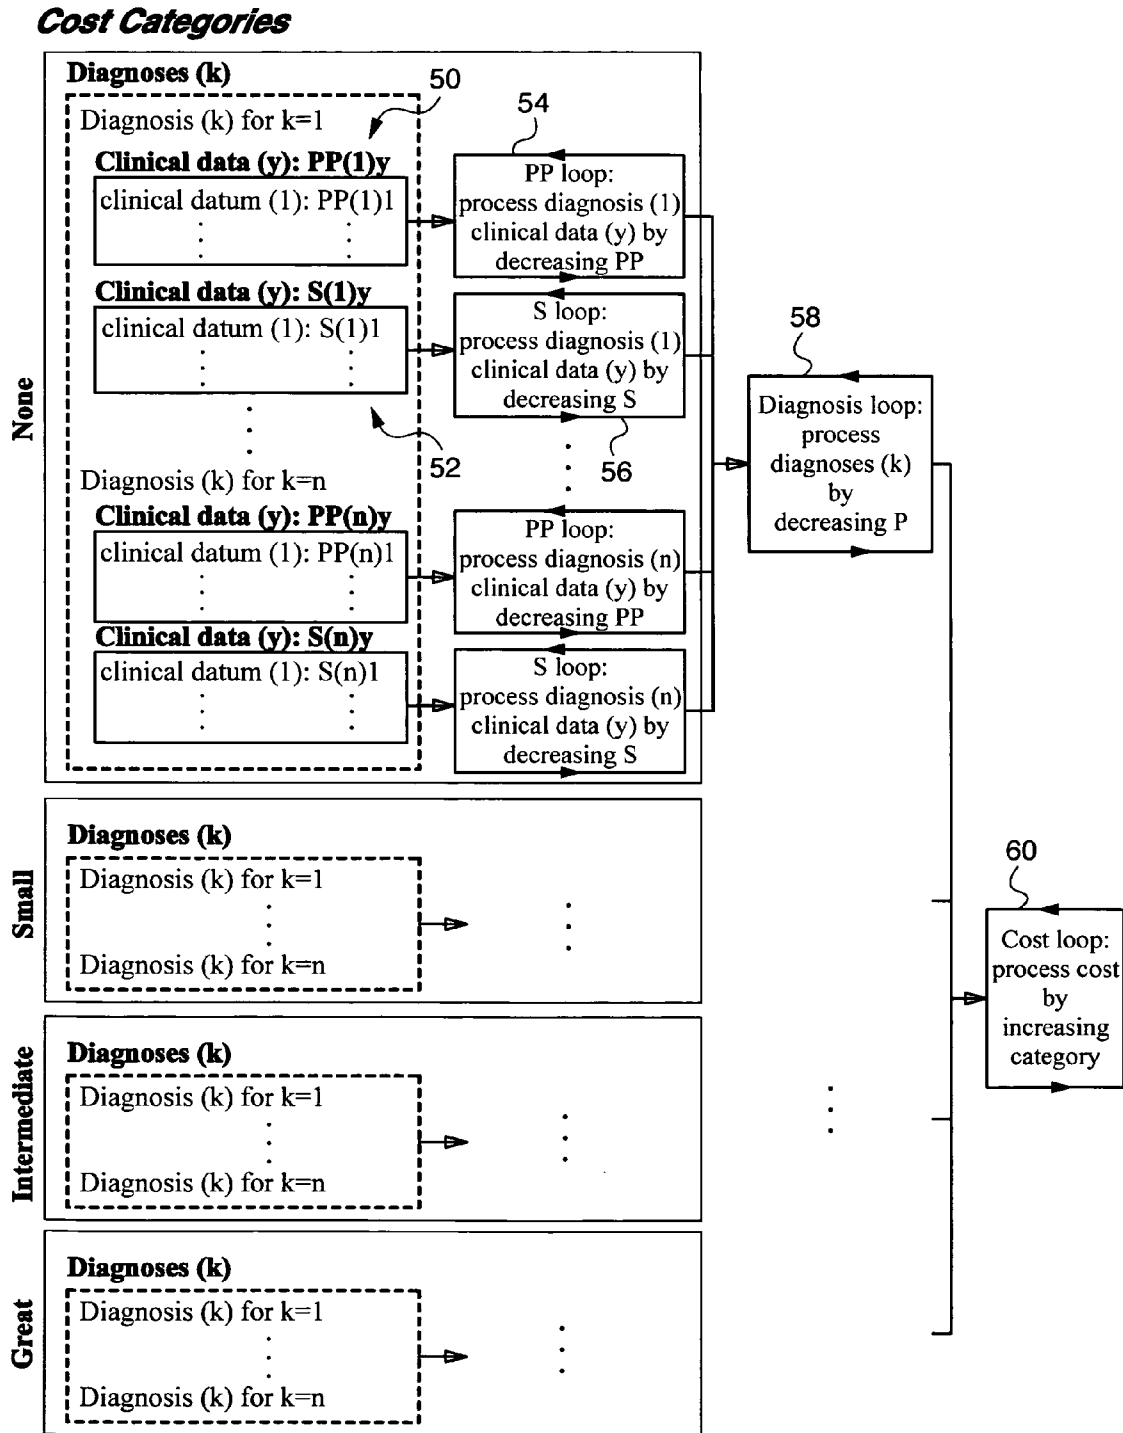 Cost Categories
None
Diagnoses (k)
50
Diagnosis (k) for k=1
Clinical data (y): PP(1)y
clinical datum (1): PP(1)1
54
PP loop:
process diagnosis (1)
clinical data (y) by
decreasing PP
Clinical data (y): S(1)y
clinical datum (1): S(1)1
52
S loop:
process diagnosis (1)
clinical data (y) by
decreasing S
56
Diagnosis (k) for k=n
Clinical data (y): PP(n)y
clinical datum (1): PP(n)1
PP loop:
process diagnosis (n)
clinical data (y) by
decreasing PP
Clinical data (y): S(n)y
clinical datum (1): S(n)1
S loop:
process diagnosis (n)
clinical data (y) by
decreasing S
58
Diagnosis loop:
process
diagnoses (k)
by
decreasing P
Small
Diagnoses (k)
Diagnosis (k) for k=1
Diagnosis (k) for k=n
60
Cost loop:
process cost
by
increasing
category
Intermediate
Diagnoses (k)
Diagnosis (k) for k=1
Diagnosis (k) for k=n
Great
Diagnoses (k)
Diagnosis (k) for k=1
Diagnosis (k) for k=n